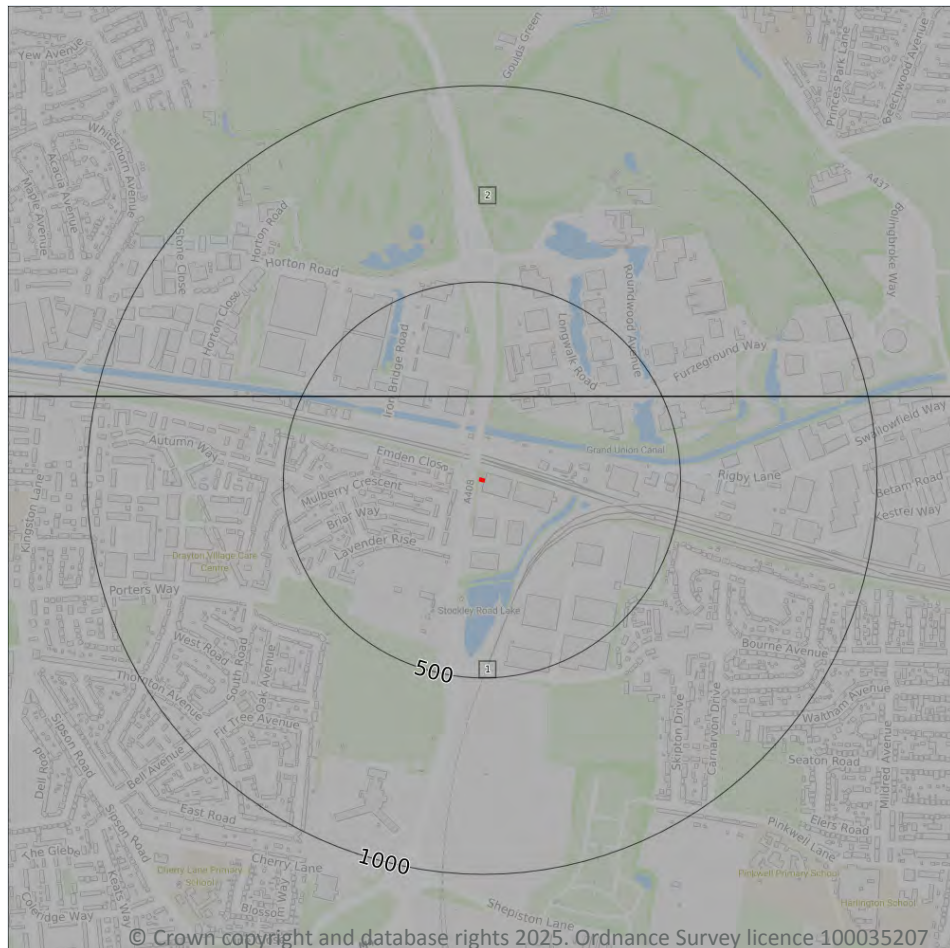 Goulds Green
Yew Avenue
Princes Park Lane
Beechwood Avenue
Whitethorn Avenue
Acacia Avenue
Maple Avenue
A437
2
Bolingbroke Way
Stone Close
Horton Road
Horton Road
Horton Close
Roundwood Avenue
Longwalk Road
Iron Bridge Road
Furzeground Way
Swallowfield Way
Autumn Way
Emden Close
Grand Union Canal
Rigby Lane
Betam Road
Kestrel Way
Kingston Lane
Mulberry Crescent
A408
Briar Way
Lavender Rise
Drayton Village Care
Centre
Porters Way
Stockley Road Lake
West Road
South Road
Oak Avenue
Bourne Avenue
500
1
Thornton Avenue
Fir Tree Avenue
Waltham Avenue
Skipton Drive
Carnarvon Drive
Sipson Road
Dell Road
Bell Avenue
Seaton Road
Mildred Avenue
East Road
Sipson Road
Elers Road
Pinkwell Lane
The Glebe
1000
Cherry Lane
Cherry Lane Primary
School
Pinkwell Primary School
Keats Way
Harlington School
Coleridge Way
Blossom Way
Shepiston Lane
© Crown copyright and database rights 2025. Ordnance Survey licence 100035207